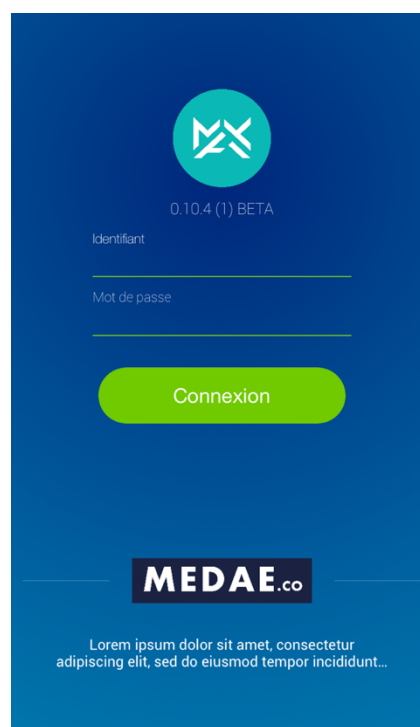 MAX
0.10.4 (1) BETA
Identifiant
Mot de passe
Connexion
MEDAE.co
Lorem ipsum dolor sit amet, consectetur
adipiscing elit, sed do eiusmod tempor incididunt...